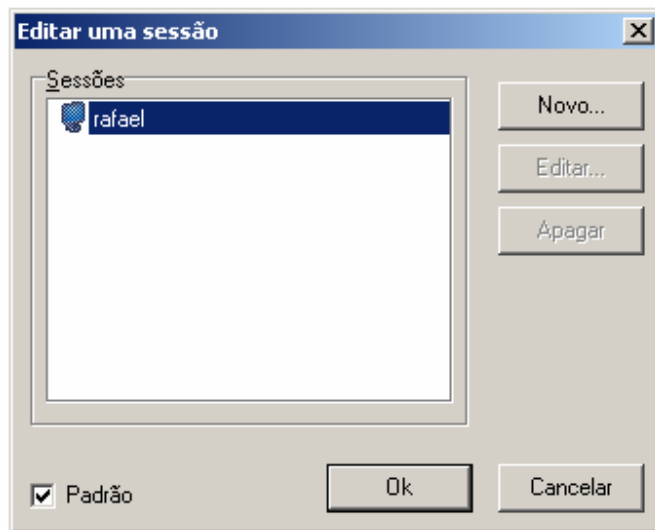 Editar uma sessão
Sessões
rafael
Novo...
Editar...
Apagar
Padrão
Ok
Cancelar